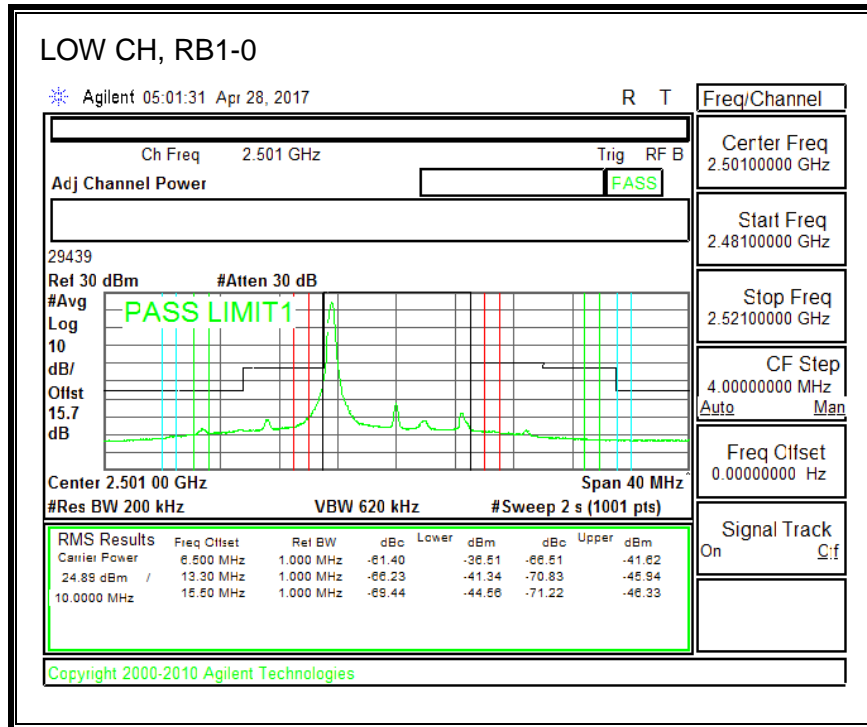 LOW CH, RB1-0
Agilent 05:01:31 Apr 28, 2017 R T
Freq/Channel
Ch Freq 2.501 GHz Trig RF B
Adj Channel Power PASS
Center Freq
2.50100000 GHz
Start Freq
2.48100000 GHz
Stop Freq
2.52100000 GHz
CF Step
4.00000000 MHz
Auto Man
Freq Offset
0.00000000 Hz
Signal Track
On Off
29439
Ref 30 dBm #Atten 30 dB
#Avg
Log
10
dB/
Offst
15.7
dB
PASS LIMIT1
Center 2.501 00 GHz Span 40 MHz
#Res BW 200 kHz VBW 620 kHz #Sweep 2 s (1001 pts)
RMS Results Freq Offset Ref BW dBc Lower dBm dBc Upper dBm
Carrier Power 6.500 MHz 1.000 MHz -61.40 -36.51 -66.51 -41.62
24.89 dBm / 13.30 MHz 1.000 MHz -66.23 -41.34 -70.83 -45.94
10.0000 MHz 15.50 MHz 1.000 MHz -69.44 -44.56 -71.22 -46.33
Copyright 2000-2010 Agilent Technologies